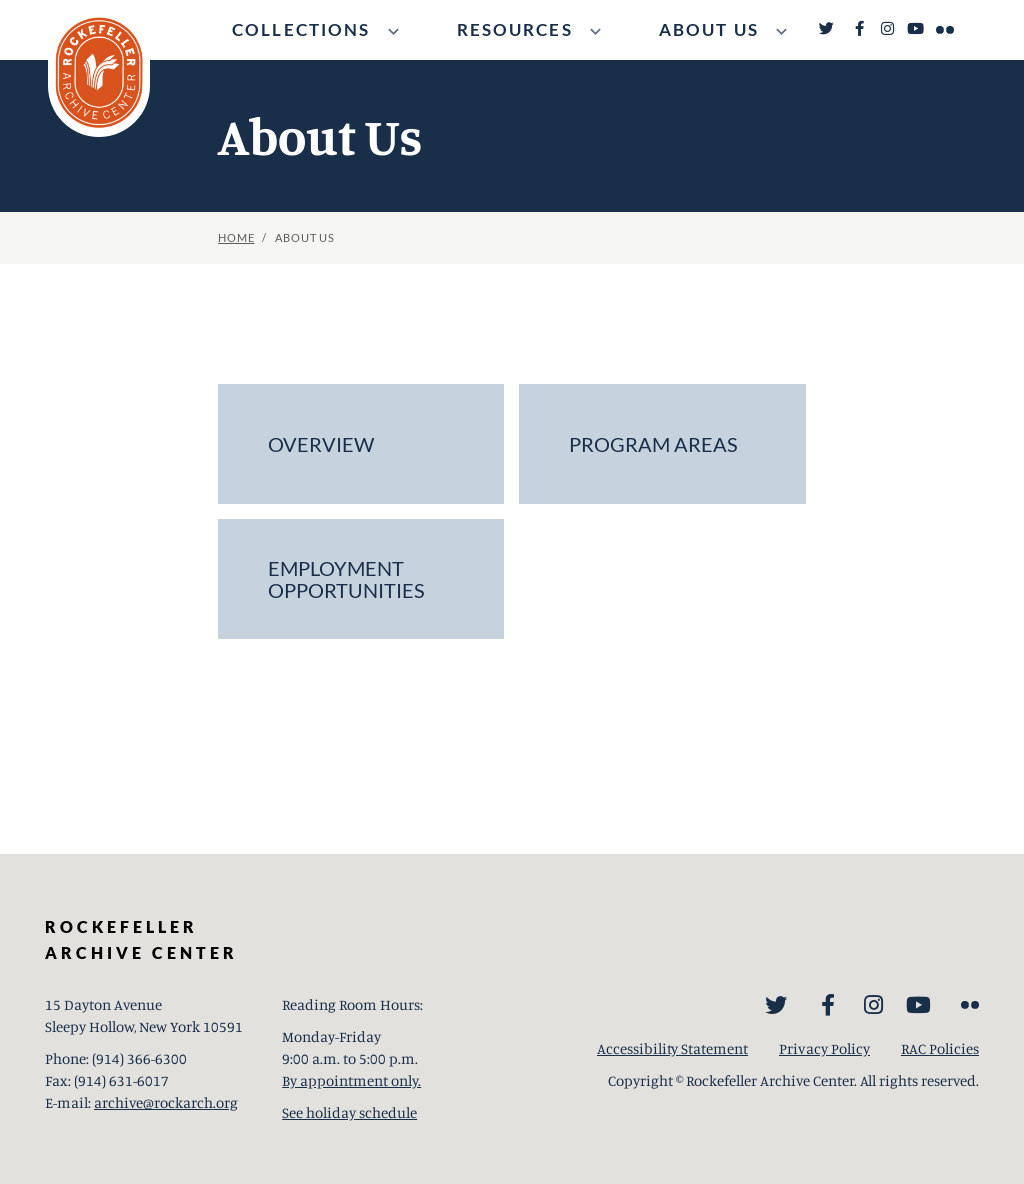 ROCKEFELLER
ARCHIVE CENTER
COLLECTIONS
RESOURCES
ABOUT US
About Us
HOME / ABOUT US
OVERVIEW
PROGRAM AREAS
EMPLOYMENT
OPPORTUNITIES
ROCKEFELLER
ARCHIVE CENTER
15 Dayton Avenue
Sleepy Hollow, New York 10591
Phone: (914) 366-6300
Fax: (914) 631-6017
E-mail: archive@rockarch.org
Reading Room Hours:
Monday-Friday
9:00 a.m. to 5:00 p.m.
By appointment only.
See holiday schedule
Accessibility Statement
Privacy Policy
RAC Policies
Copyright © Rockefeller Archive Center. All rights reserved.